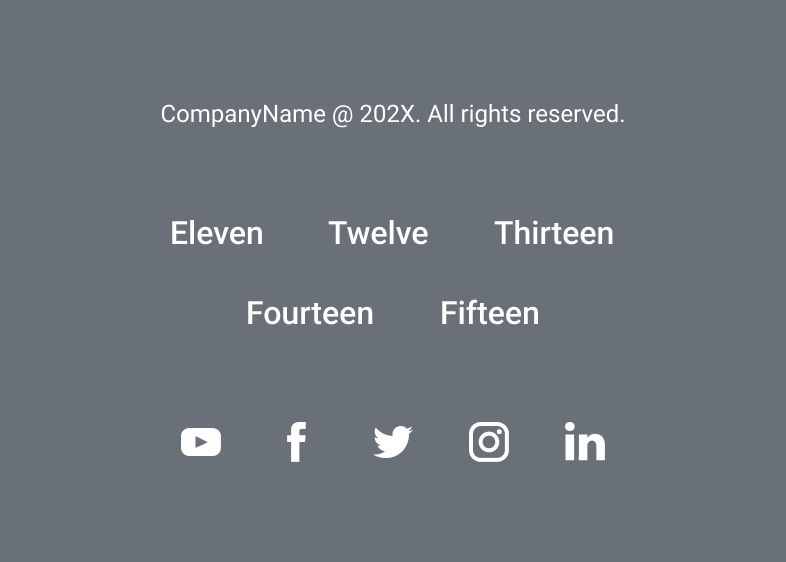 CompanyName @ 202X. All rights reserved.
Eleven Twelve Thirteen
Fourteen Fifteen